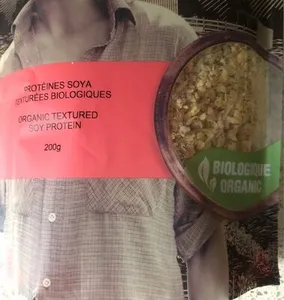 PROTÉINES SOYA
TEXTURÉES BIOLOGIQUES
ORGANIC TEXTURED
SOY PROTEIN
200g
BIOLOGIQUE
ORGANIC